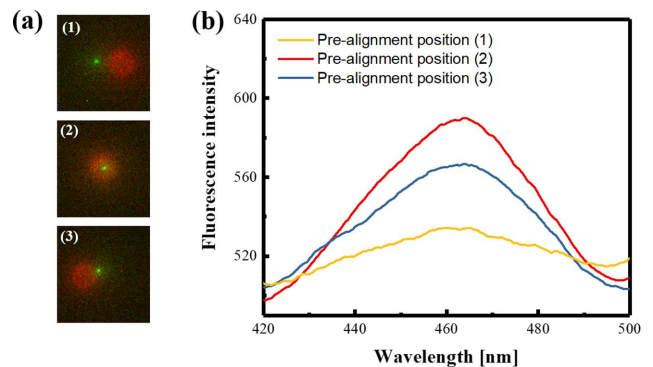 (a)
(1)
(2)
(3)
(b)
Fluorescence intensity
640
600
560
520
Pre-alignment position (1)
Pre-alignment position (2)
Pre-alignment position (3)
420 440 460 480 500
Wavelength [nm]